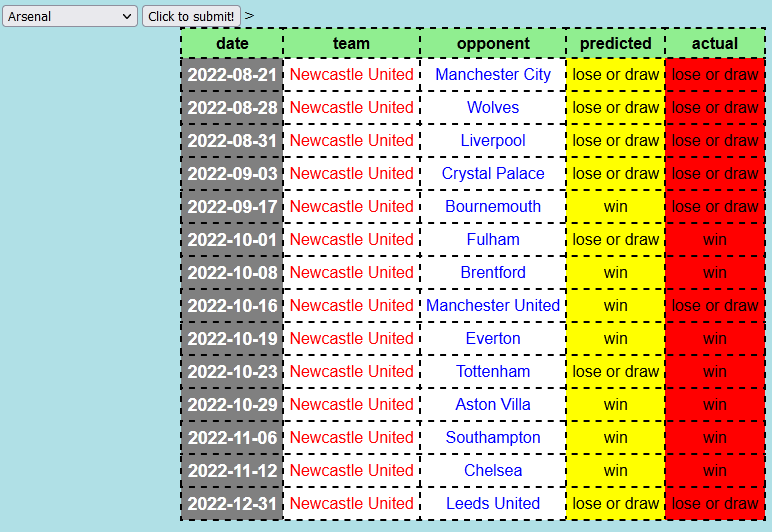 Arsenal Click to submit! >
date team opponent predicted actual
2022-08-21 Newcastle United Manchester City lose or draw lose or draw
2022-08-28 Newcastle United Wolves lose or draw lose or draw
2022-08-31 Newcastle United Liverpool lose or draw lose or draw
2022-09-03 Newcastle United Crystal Palace lose or draw lose or draw
2022-09-17 Newcastle United Bournemouth win lose or draw
2022-10-01 Newcastle United Fulham lose or draw win
2022-10-08 Newcastle United Brentford win win
2022-10-16 Newcastle United Manchester United win lose or draw
2022-10-19 Newcastle United Everton win win
2022-10-23 Newcastle United Tottenham lose or draw win
2022-10-29 Newcastle United Aston Villa win win
2022-11-06 Newcastle United Southampton win win
2022-11-12 Newcastle United Chelsea win win
2022-12-31 Newcastle United Leeds United lose or draw lose or draw